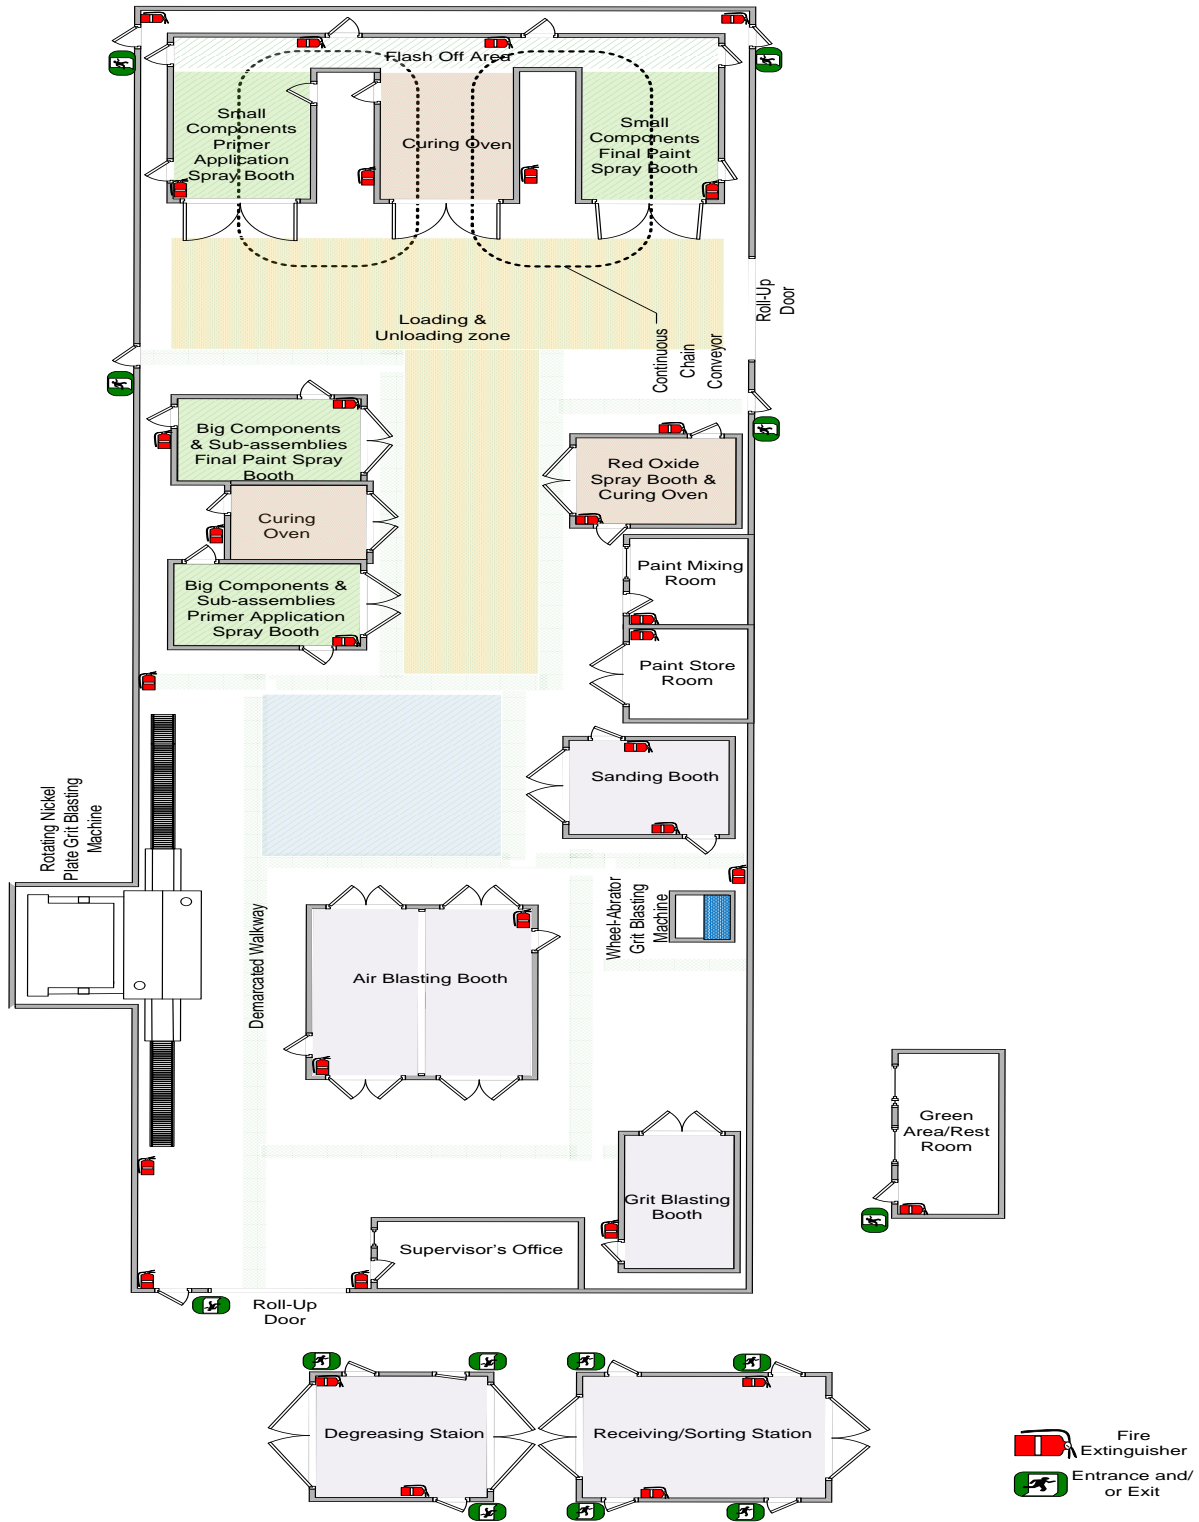 Flash Off Area
Small
Components
Primer
Application
Spray Booth
Curing Oven
Small
Components
Final Paint
Spray Booth
Roll-Up
Door
Loading &
Unloading zone
Continuous
Chain
Conveyor
Big Components
& Sub-assemblies
Final Paint Spray
Booth
Red Oxide
Spray Booth &
Curing Oven
Curing
Oven
Paint Mixing
Room
Big Components &
Sub-assemblies
Primer Application
Spray Booth
Paint Store
Room
Sanding Booth
Rotating Nickel
Plate Grit Blasting
Machine
Demarcated Walkway
Wheel-Abrator
Grit Blasting
Machine
Air Blasting Booth
Green
Area/Rest
Room
Grit Blasting
Booth
Supervisor's Office
Roll-Up
Door
Degreasing Staion
Receiving/Sorting Station
Fire
Extinguisher
Entrance and/
or Exit